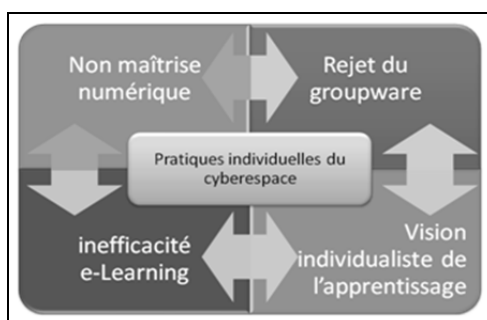 Non maîtrise
numérique
Rejet du
groupware
Pratiques individuelles du
cyberespace
inefficacité
e-Learning
Vision
individualiste de
l'apprentissage